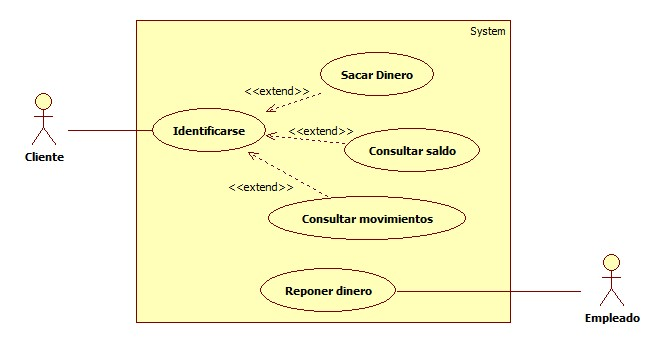 System
Sacar Dinero
<<extend>>
Identificarse
<<extend>>
Consultar saldo
Cliente
<<extend>>
Consultar movimientos
Reponer dinero
Empleado